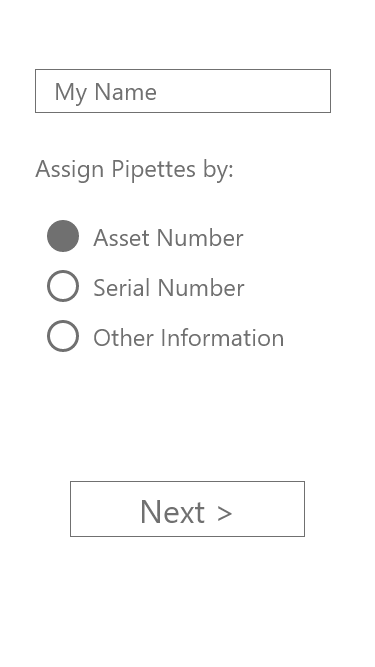 My Name
Assign Pipettes by:
Asset Number
Serial Number
Other Information
Next >